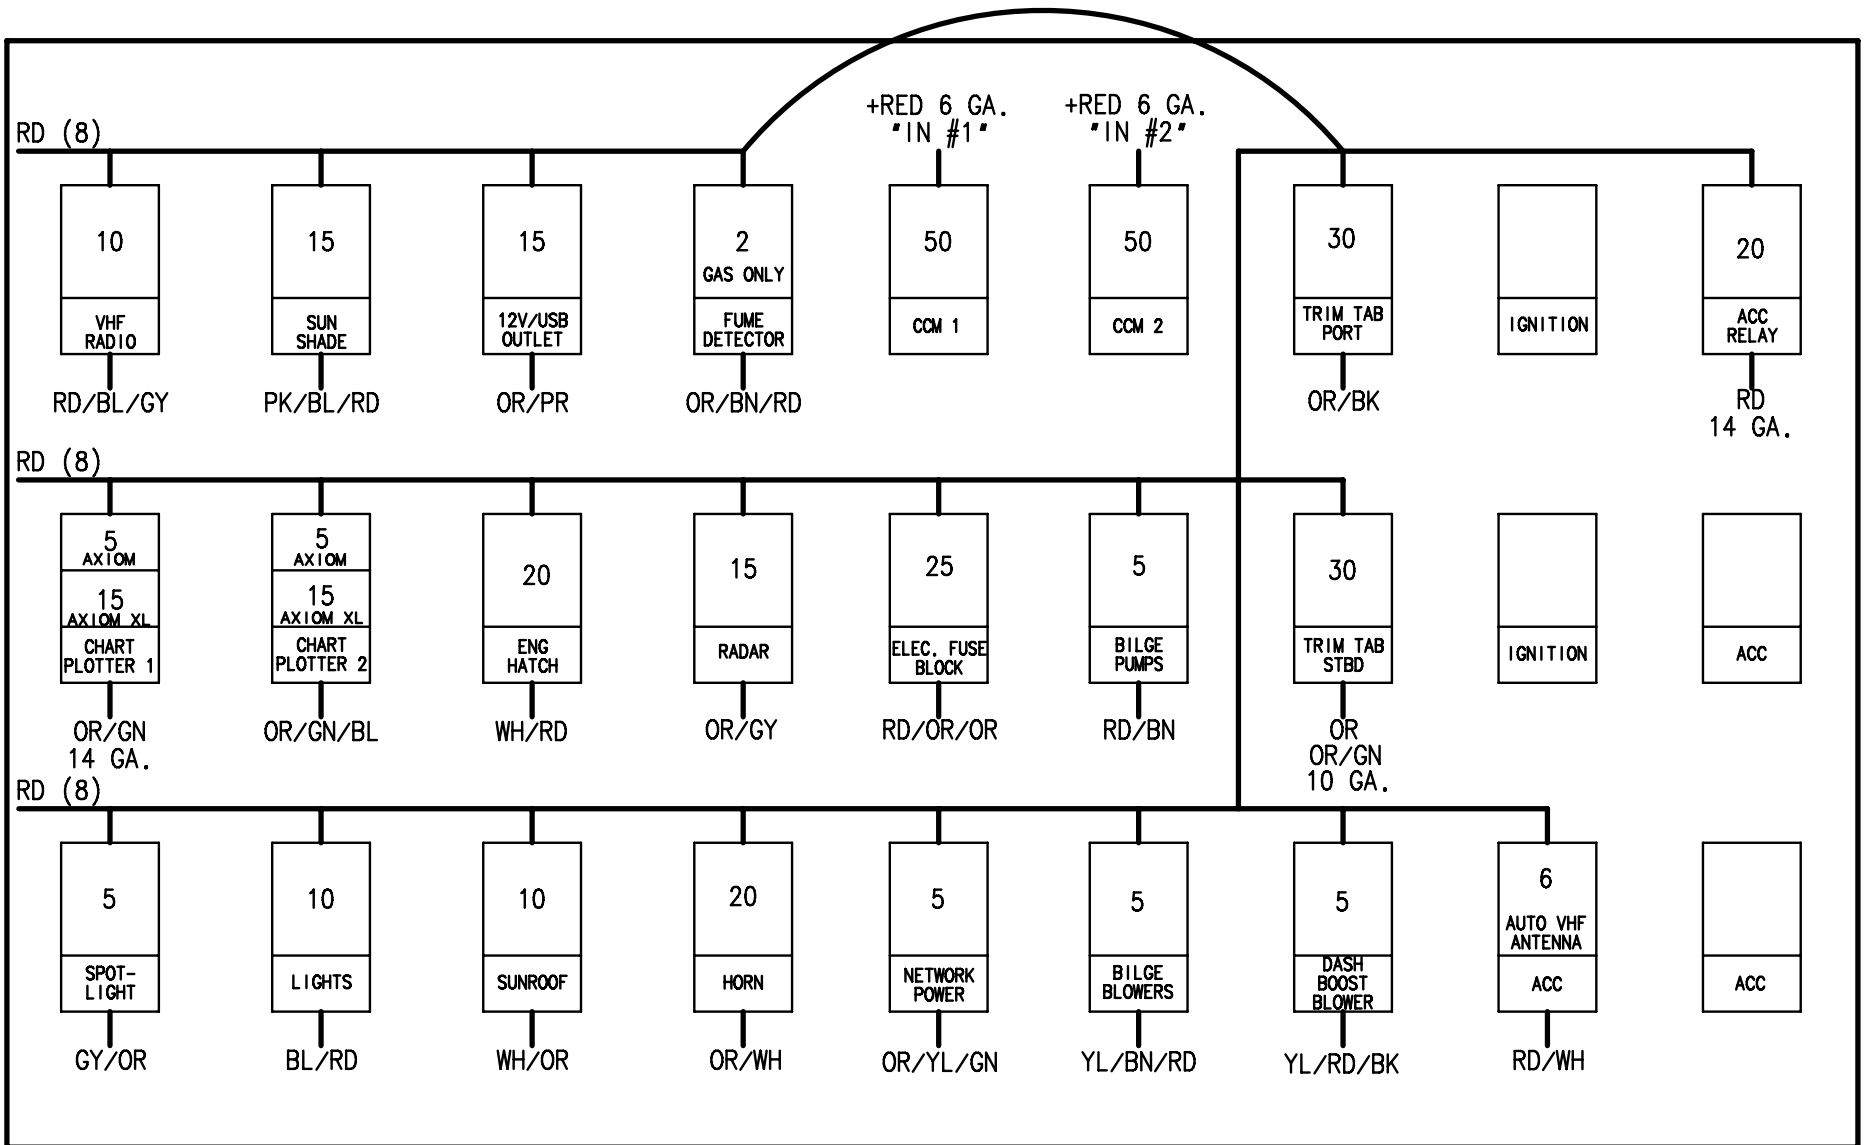 +RED 6 GA.
"IN #1"
+RED 6 GA.
"IN #2"
RD (8)
10
VHF
RADIO
RD/BL/GY
15
SUN
SHADE
PK/BL/RD
15
12V/USB
OUTLET
OR/PR
2
GAS ONLY
FUME
DETECTOR
OR/BN/RD
50
CCM 1
50
CCM 2
30
TRIM TAB
PORT
OR/BK
IGNITION
20
ACC
RELAY
RD
14 GA.
RD (8)
5
AXIOM
15
AXIOM XL
CHART
PLOTTER 1
OR/GN
14 GA.
5
AXIOM
15
AXIOM XL
CHART
PLOTTER 2
OR/GN/BL
20
ENG
HATCH
WH/RD
15
RADAR
OR/GY
25
ELEC. FUSE
BLOCK
RD/OR/OR
5
BILGE
PUMPS
RD/BN
30
TRIM TAB
STBD
OR
OR/GN
10 GA.
IGNITION
ACC
RD (8)
5
SPOT-
LIGHT
GY/OR
10
LIGHTS
BL/RD
10
SUNROOF
WH/OR
20
HORN
OR/WH
5
NETWORK
POWER
OR/YL/GN
5
BILGE
BLOWERS
YL/BN/RD
5
DASH
BOOST
BLOWER
YL/RD/BK
6
AUTO VHF
ANTENNA
ACC
RD/WH
ACC